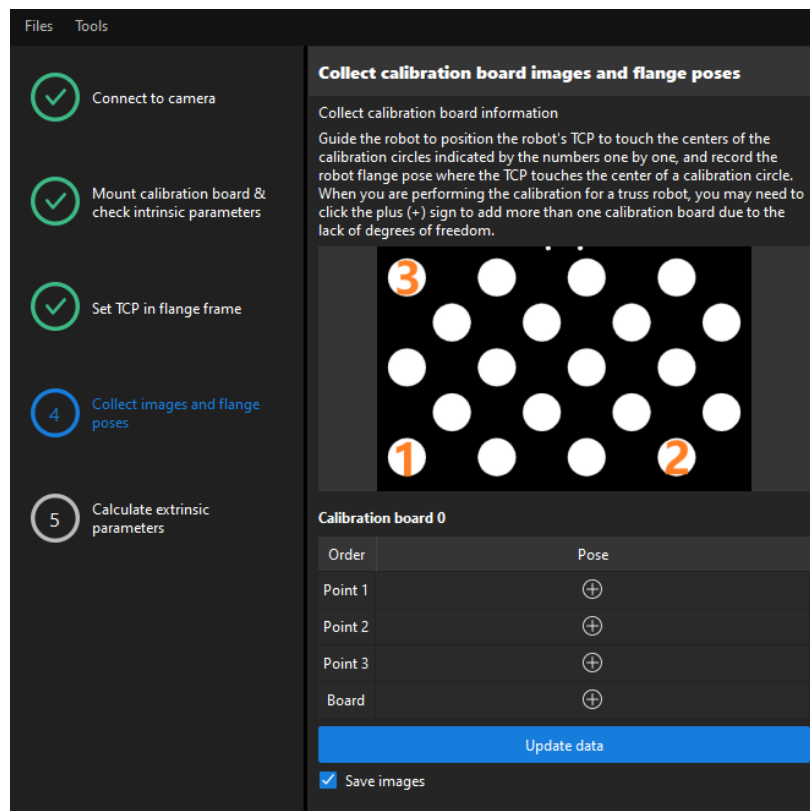 Files Tools
Connect to camera
Mount calibration board &
check intrinsic parameters
Set TCP in flange frame
4
Collect images and flange
poses
5
Calculate extrinsic
parameters
Collect calibration board images and flange poses
Collect calibration board information
Guide the robot to position the robot's TCP to touch the centers of the
calibration circles indicated by the numbers one by one, and record the
robot flange pose where the TCP touches the center of a calibration circle.
When you are performing the calibration for a truss robot, you may need to
click the plus (+) sign to add more than one calibration board due to the
lack of degrees of freedom.
3
1 2
Calibration board 0
Order Pose
Point 1
Point 2
Point 3
Board
Update data
Save images